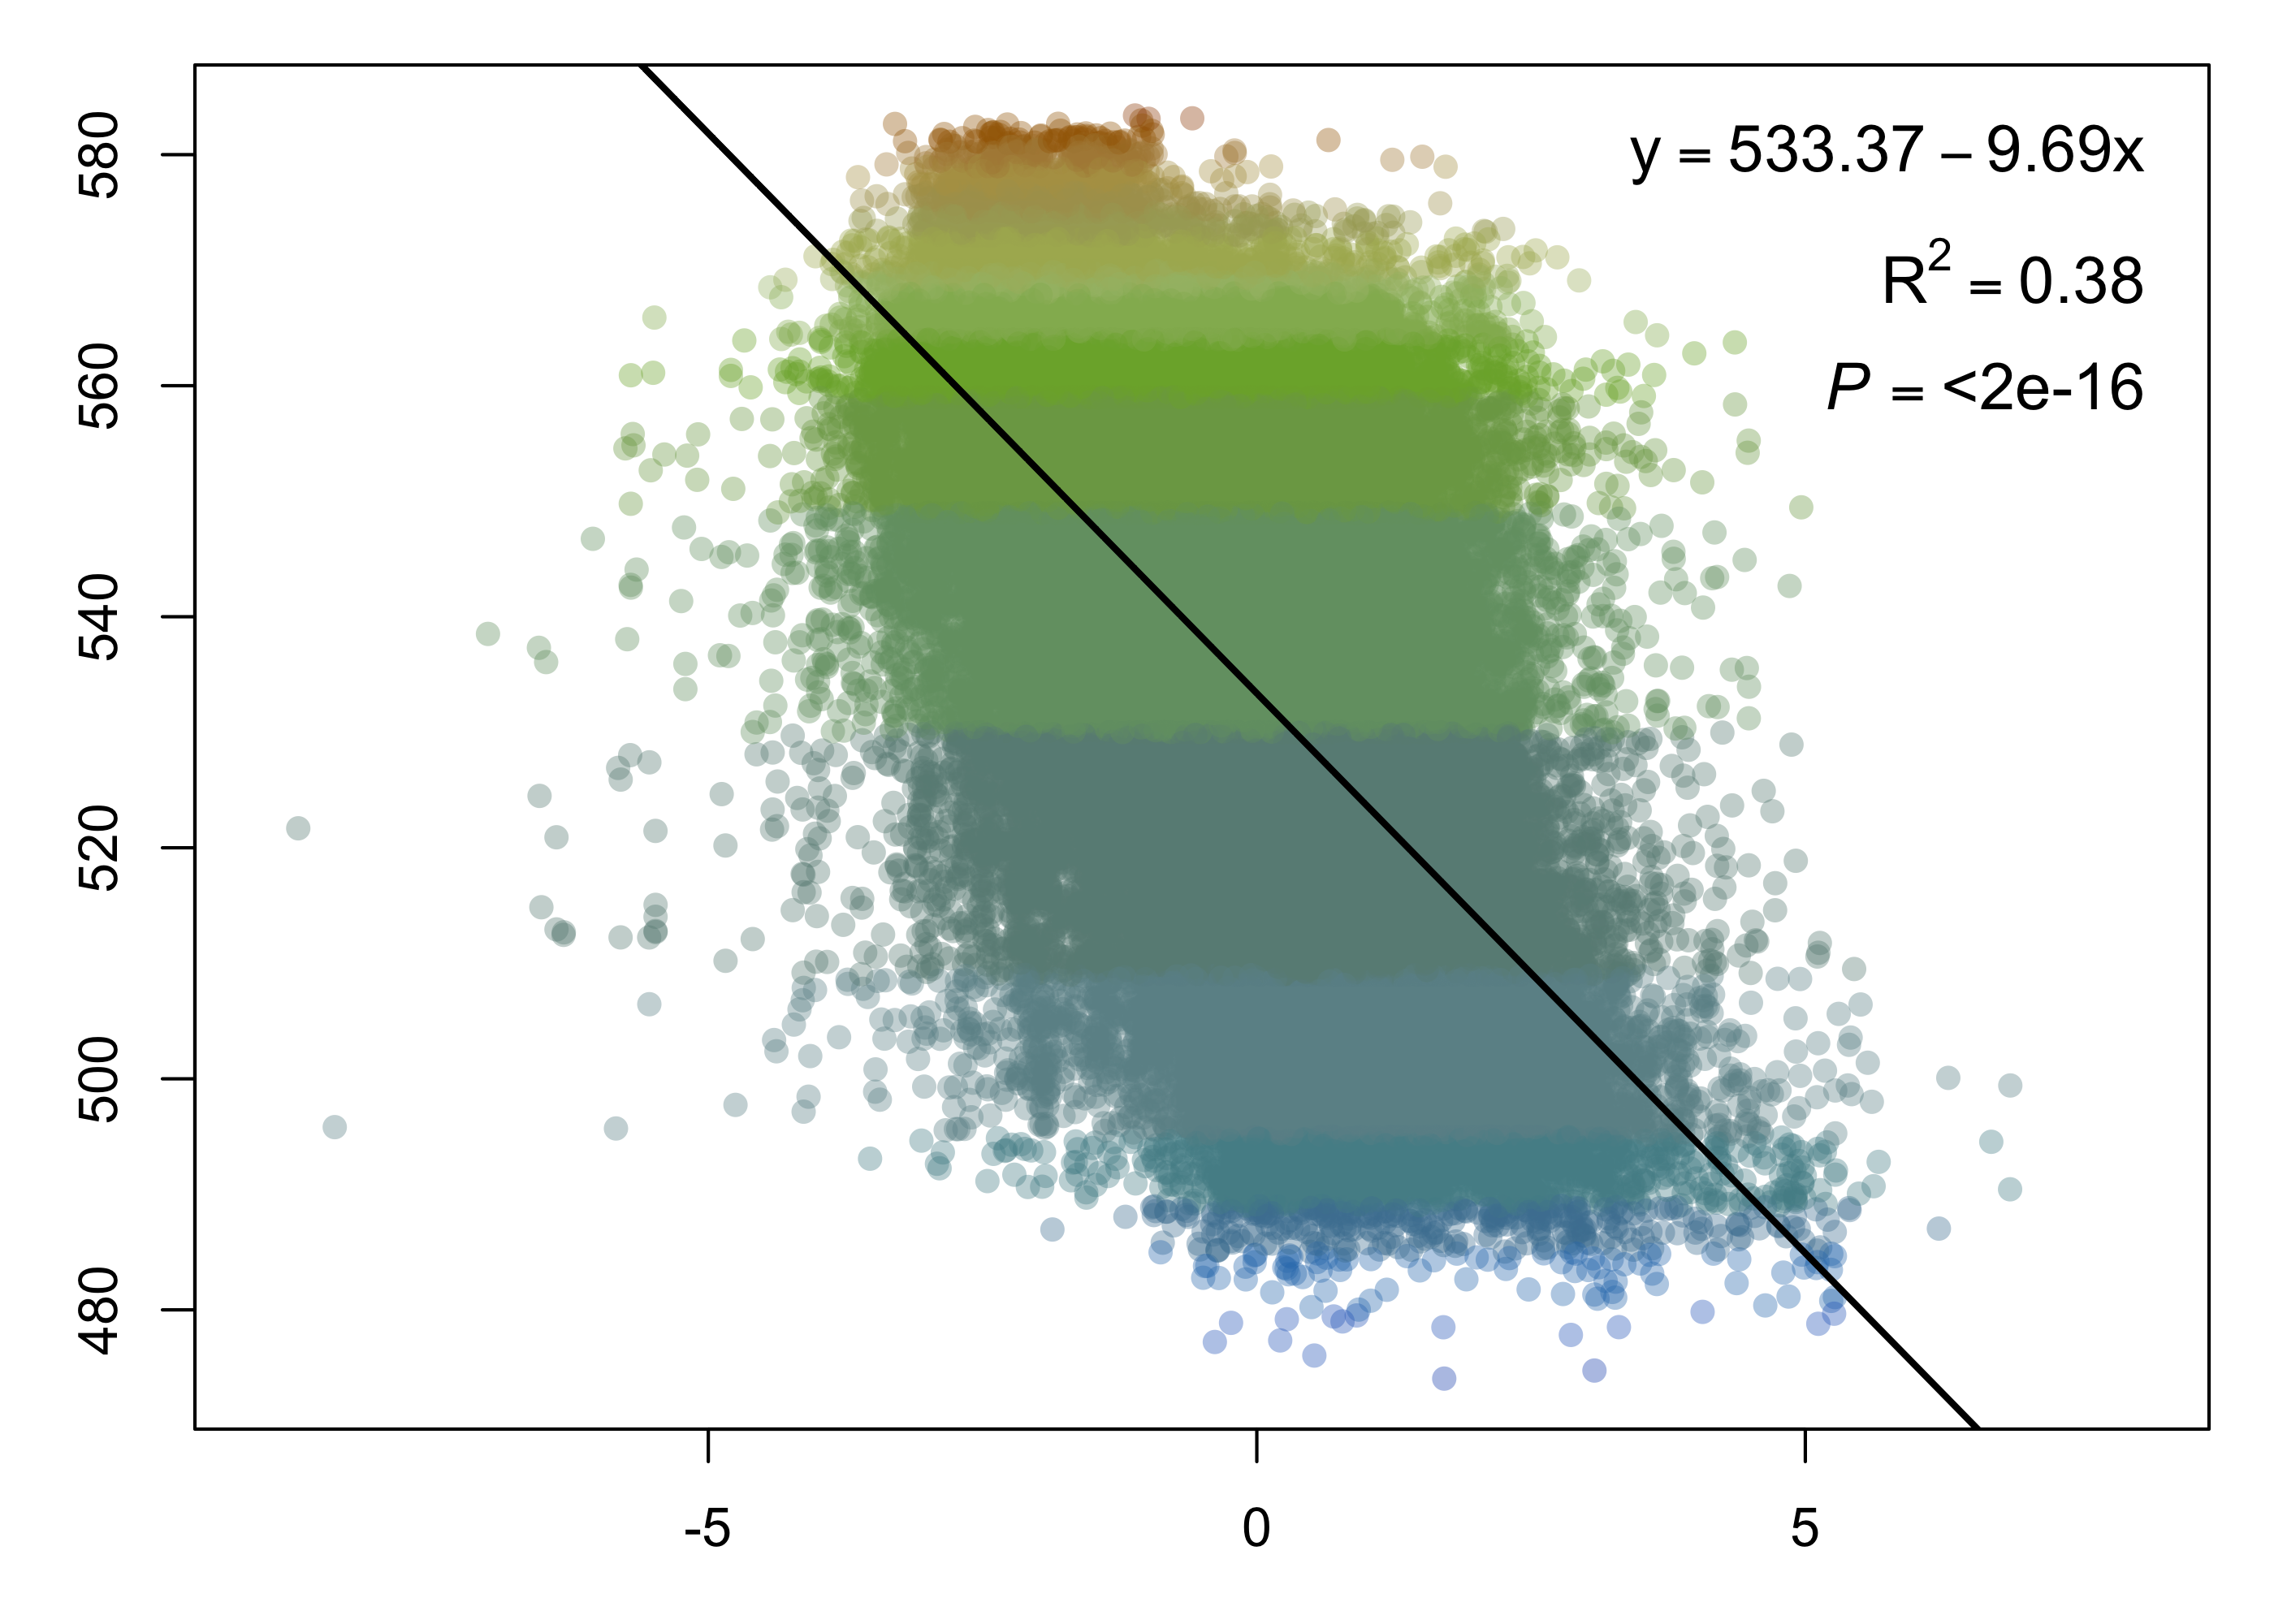 y = 533.37 – 9.69x
R² = 0.38
P = <2e-16
580
560
540
520
500
480
-5 0 5